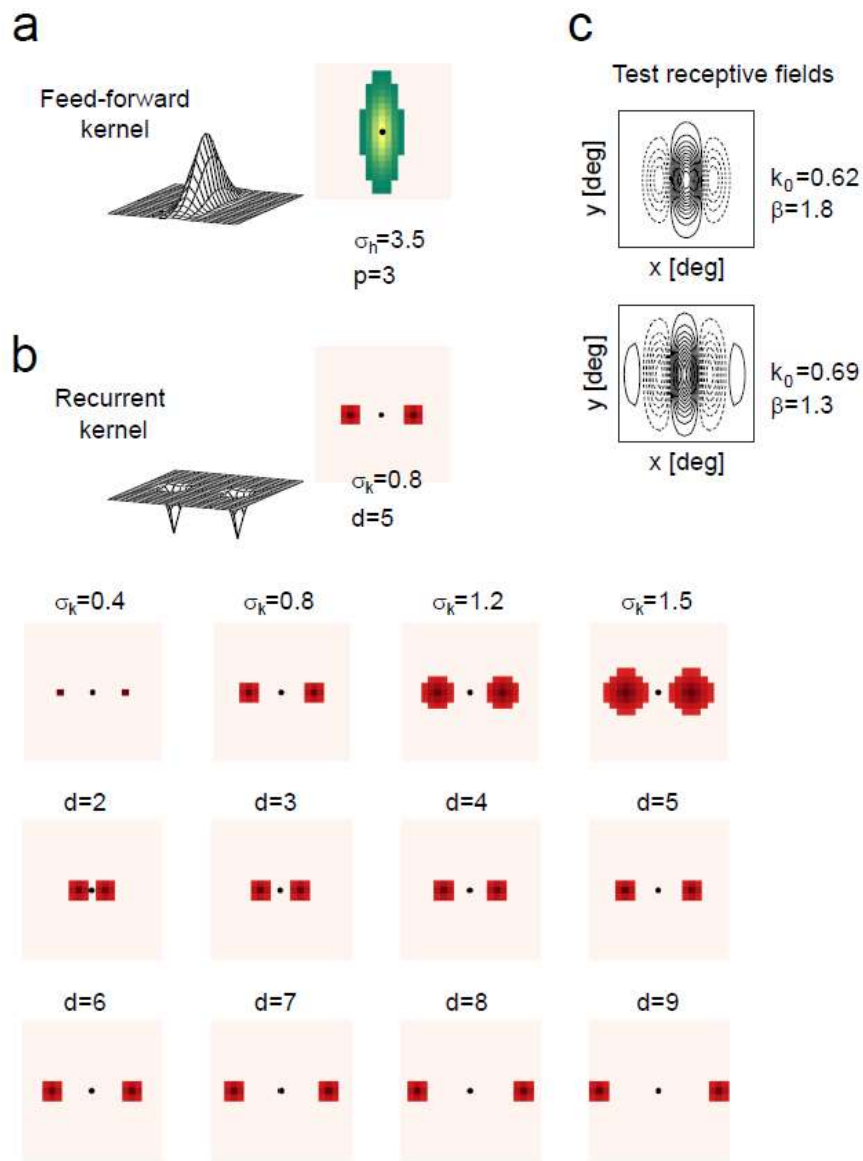 a
Feed-forward
kernel
σh=3.5
p=3
c
Test receptive fields
y [deg]
x [deg]
k0=0.62
β=1.8
y [deg]
x [deg]
k0=0.69
β=1.3
b
Recurrent
kernel
σk=0.8
d=5
σk=0.4 σk=0.8 σk=1.2 σk=1.5
d=2 d=3 d=4 d=5
d=6 d=7 d=8 d=9